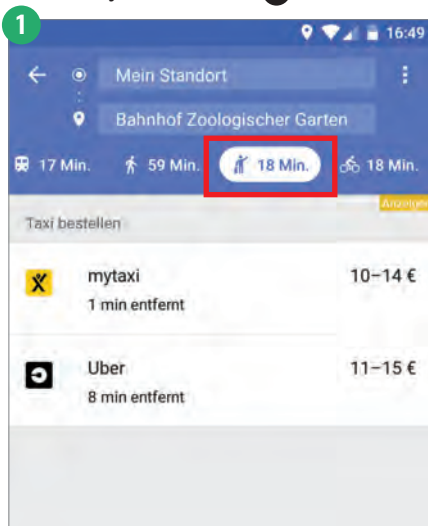 1
16:49
Mein Standort
Bahnhof Zoologischer Garten
17 Min. 59 Min. 18 Min. 18 Min.
Anzeige
Taxi bestellen
mytaxi 10–14 €
1 min entfernt
Uber 11–15 €
8 min entfernt